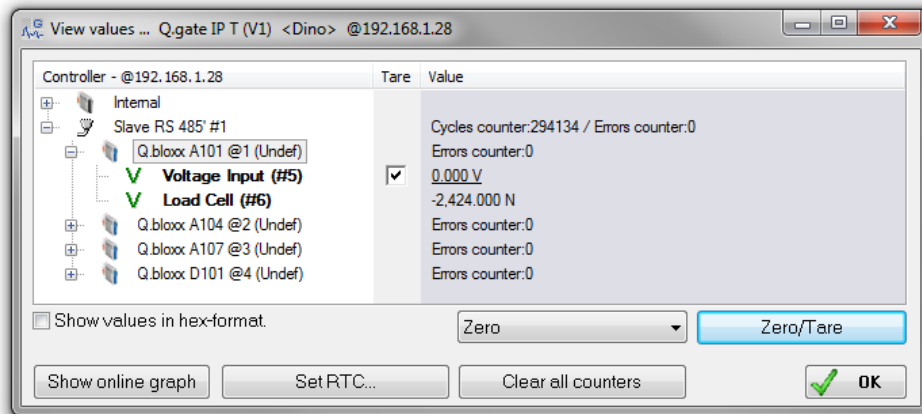 View values ... Q.gate IP T (V1) <Dino> @192.168.1.28
Controller - @192.168.1.28 Tare Value
Internal
Slave RS 485' #1 Cycles counter:294134 / Errors counter:0
Q.bloxx A101 @1 (Undef) Errors counter:0
V Voltage Input (#5) 0.000 V
V Load Cell (#6) -2,424.000 N
Q.bloxx A104 @2 (Undef) Errors counter:0
Q.bloxx A107 @3 (Undef) Errors counter:0
Q.bloxx D101 @4 (Undef) Errors counter:0
Show values in hex-format. Zero Zero/Tare
Show online graph Set RTC... Clear all counters OK